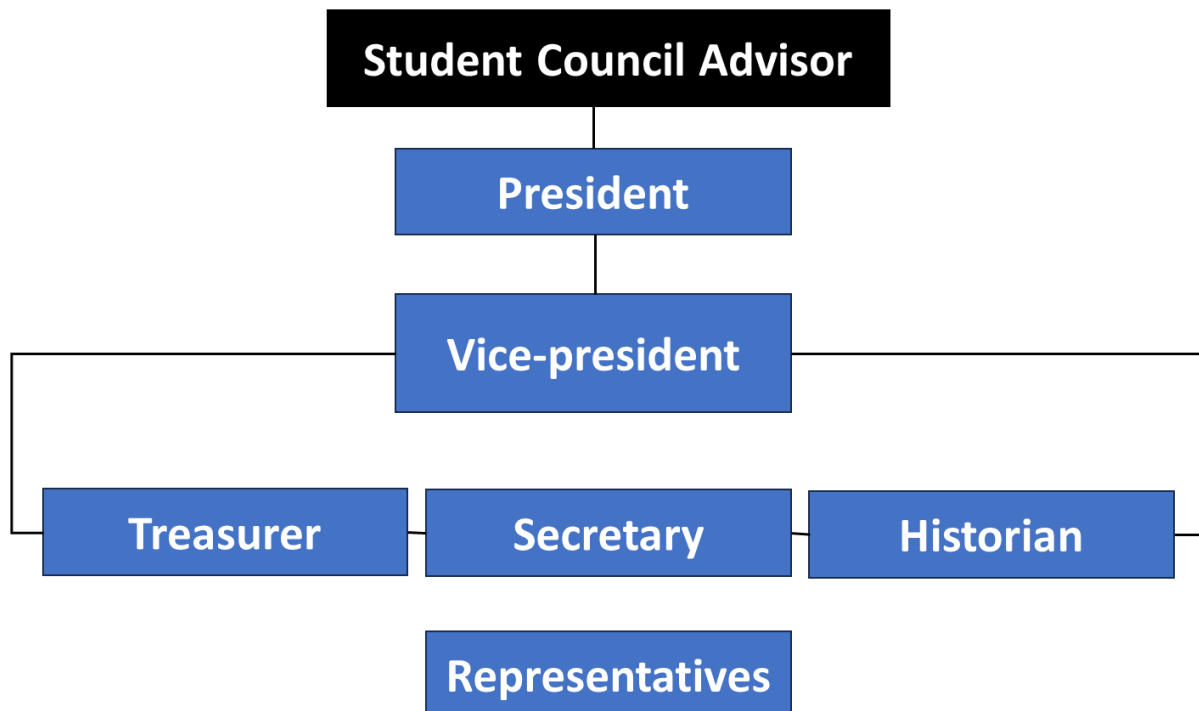 Student Council Advisor
President
Vice-president
Treasurer
Secretary
Historian
Representatives